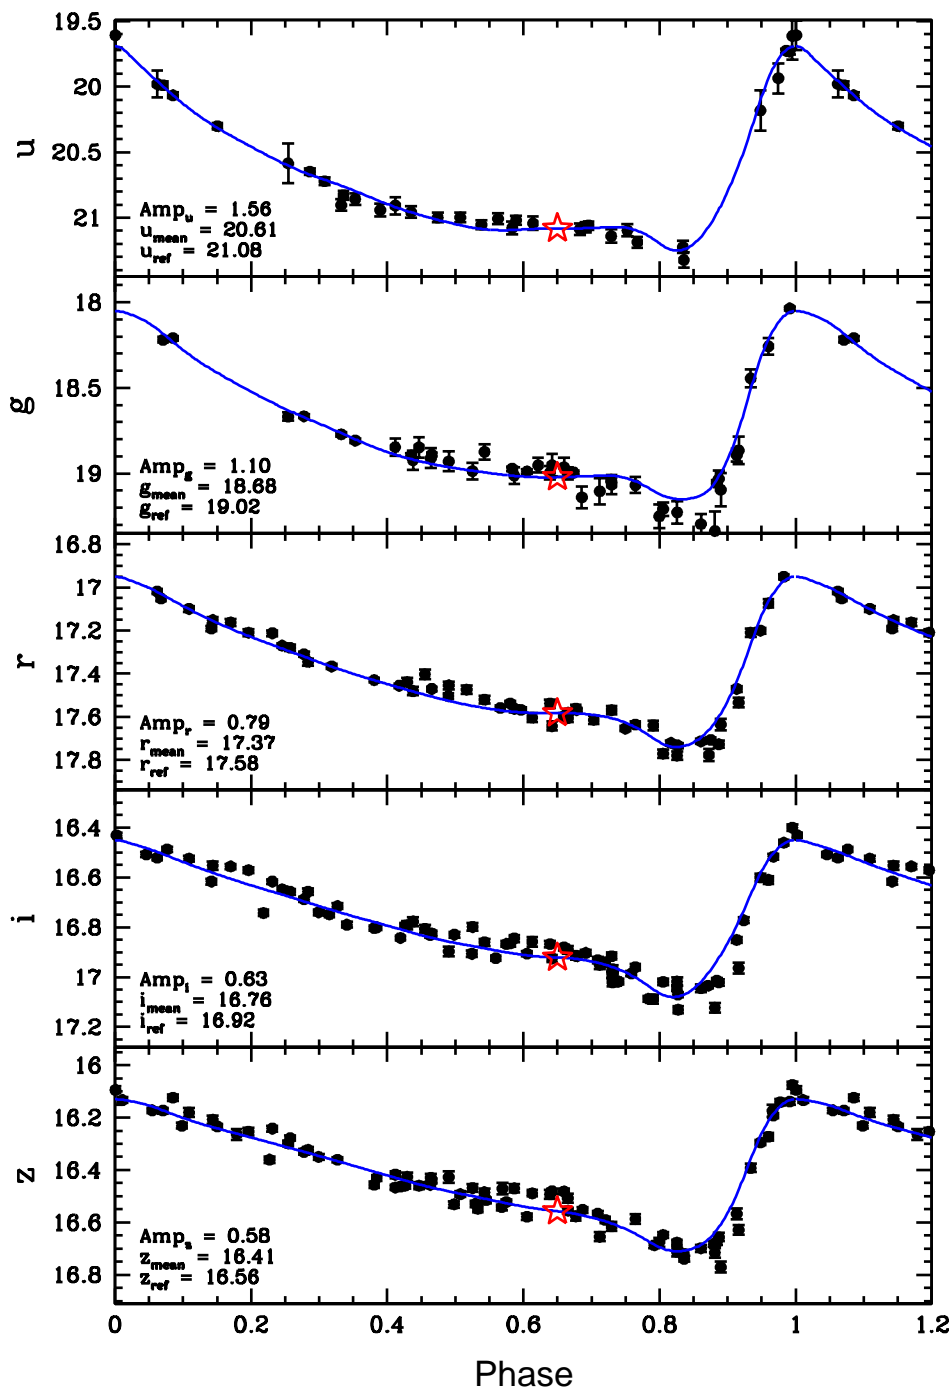 19.5
20
20.5
21
u
Amp_u = 1.56
u_mean = 20.61
u_ref = 21.08
18
18.5
19
g
Amp_g = 1.10
g_mean = 18.68
g_ref = 19.02
16.8
17
17.2
17.4
17.6
17.8
r
Amp_r = 0.79
r_mean = 17.37
r_ref = 17.58
16.4
16.6
16.8
17
17.2
i
Amp_i = 0.63
i_mean = 16.76
i_ref = 16.92
16
16.2
16.4
16.6
16.8
z
Amp_z = 0.58
z_mean = 16.41
z_ref = 16.56
0 0.2 0.4 0.6 0.8 1 1.2
Phase